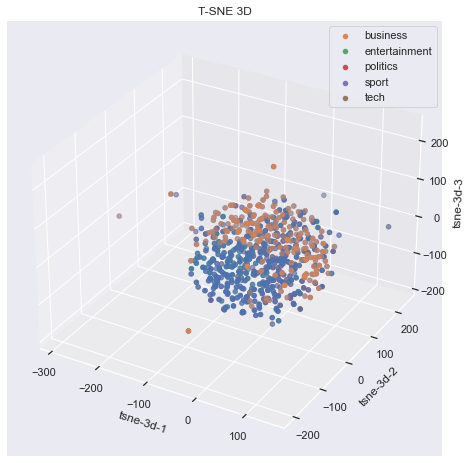 T-SNE 3D
business
entertainment
politics
sport
tech
200
100
0
−100
−200
tsne-3d-3
−300
−200
−100
0
100
tsne-3d-1
−200
−100
0
100
200
tsne-3d-2